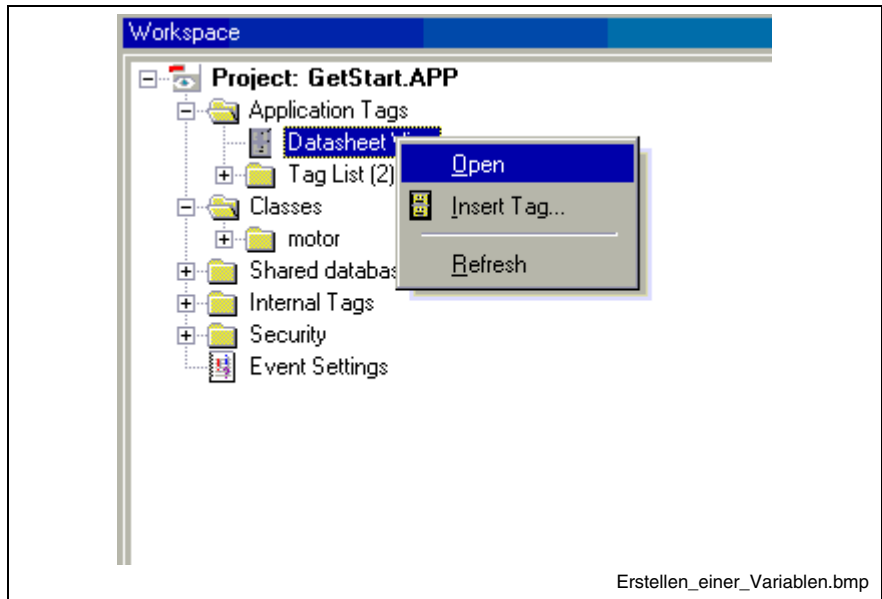 Workspace
Project: GetStart.APP
Application Tags
Datasheet
Open
Tag List (2)
Insert Tag...
Classes
motor
Refresh
Shared
Internal Tags
Security
Event Settings
Erstellen_einer_Variablen.bmp